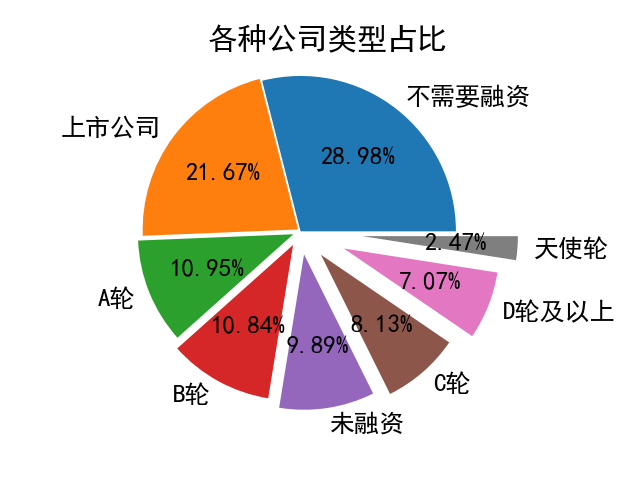 各种公司类型占比
不需要融资
28.98%
上市公司
21.67%
A轮
10.95%
B轮
10.84%
未融资
9.89%
C轮
8.13%
D轮及以上
7.07%
天使轮
2.47%